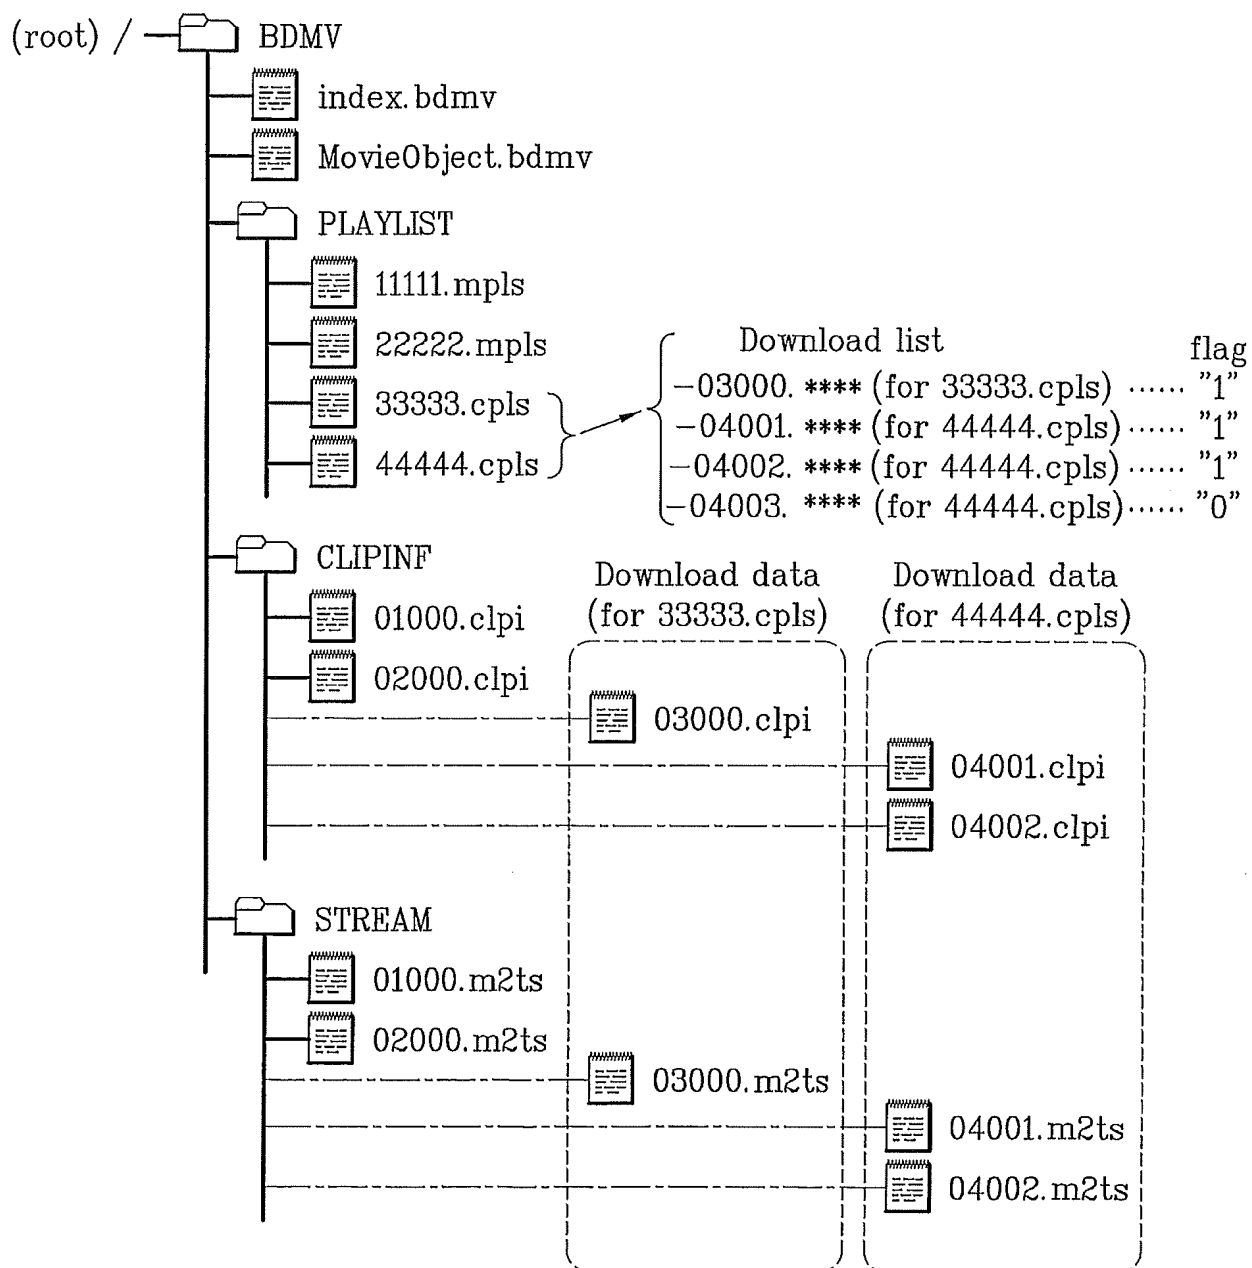 (root) / BDMV
index.bdmv
MovieObject.bdmv
PLAYLIST
11111.mpls
22222.mpls
33333.cpls
44444.cpls
Download list
flag
-03000. **** (for 33333.cpls) ...... "1"
-04001. **** (for 44444.cpls) ...... "1"
-04002. **** (for 44444.cpls) ...... "1"
-04003. **** (for 44444.cpls) ...... "0"
CLIPINF
01000.clpi
02000.clpi
Download data
(for 33333.cpls)
Download data
(for 44444.cpls)
03000.clpi
04001.clpi
04002.clpi
STREAM
01000.m2ts
02000.m2ts
03000.m2ts
04001.m2ts
04002.m2ts